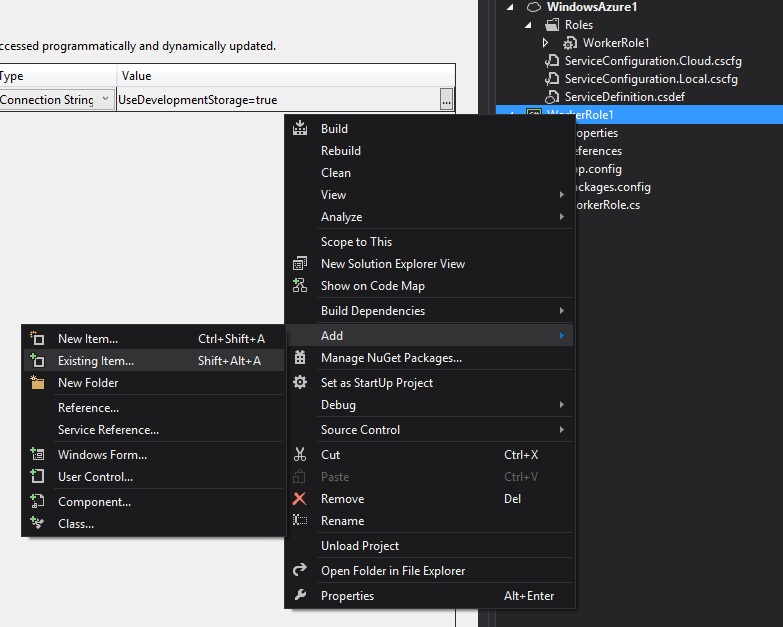 WindowsAzure1
Roles
WorkerRole1
ccessed programmatically and dynamically updated.
ServiceConfiguration.Cloud.cscfg
Type Value
ServiceConfiguration.Local.cscfg
Connection String UseDevelopmentStorage=true ...
ServiceDefinition.csdef
WorkerRole1
operties
eferences
pp.config
ackages.config
orkerRole.cs
Build
Rebuild
Clean
View
Analyze
Scope to This
New Solution Explorer View
Show on Code Map
Build Dependencies
Add
Manage NuGet Packages...
Set as StartUp Project
Debug
Source Control
Cut Ctrl+X
Paste Ctrl+V
Remove Del
Rename
Unload Project
Open Folder in File Explorer
Properties Alt+Enter
New Item... Ctrl+Shift+A
Existing Item... Shift+Alt+A
New Folder
Reference...
Service Reference...
Windows Form...
User Control...
Component...
Class...